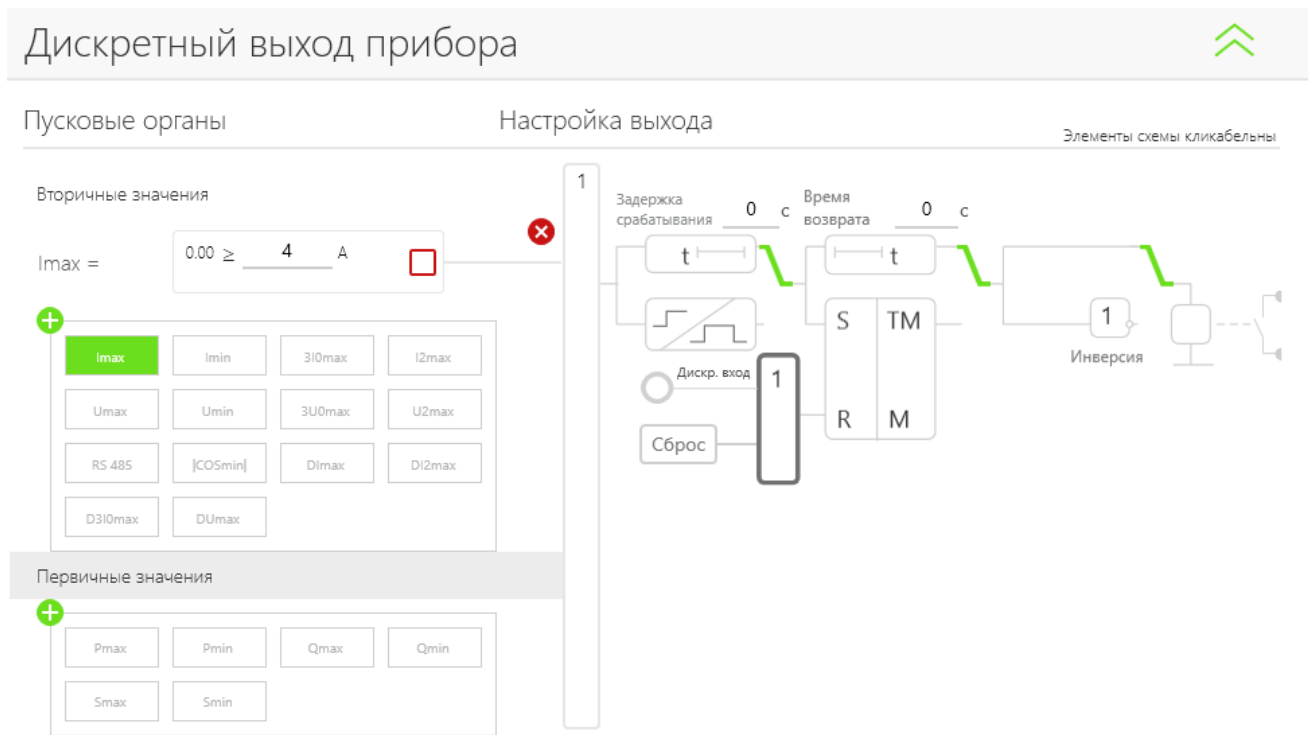 Дискретный выход прибора
Пусковые органы
Настройка выхода
Элементы схемы кликабельны
Вторичные значения
Imax = 0.00 ≥ 4 А
Imax Imin 3I0max I2max
Umax Umin 3U0max U2max
RS 485 |COSmin| DImax DI2max
D3I0max DUmax
Первичные значения
Pmax Pmin Qmax Qmin
Smax Smin
1
Задержка
срабатывания 0 с
Время
возврата 0 с
t
t
S TM
R M
Дискр. вход
1
Сброс
1
Инверсия